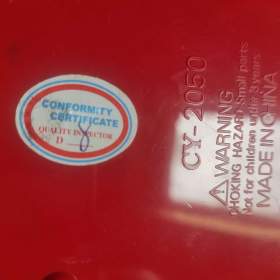 CONFORMITY
CERTIFICATE
QUALITY INSPECTOR
D 8
CY-2050
WARNING
CHOKING HAZARD-Small parts
Not for children under 3 years
MADE IN CHINA